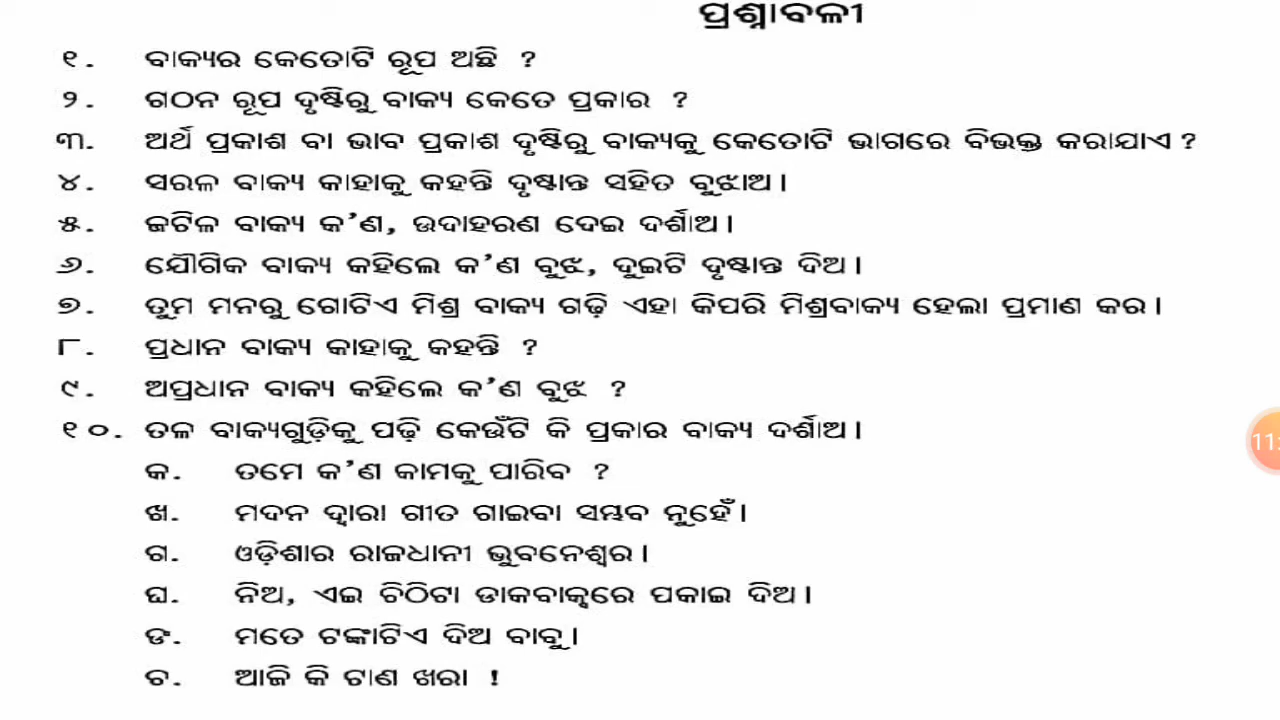 ପ୍ରଶ୍ନାବଳୀ
୧. ବାକ୍ୟର କେତୋଟି ରୂପ ଅଛି ?
୨. ଗଠନ ରୂପ ଦୃଷ୍ଟିରୁ ବାକ୍ୟ କେତେ ପ୍ରକାର ?
୩. ଅର୍ଥ ପ୍ରକାଶ ବା ଭାବ ପ୍ରକାଶ ଦୃଷ୍ଟିରୁ ବାକ୍ୟକୁ କେତୋଟି ଭାଗରେ ବିଭକ୍ତ କରାଯାଏ ?
୪. ସରଳ ବାକ୍ୟ କାହାକୁ କହନ୍ତି ଦୃଷ୍ଟାନ୍ତ ସହିତ ବୁଝାଅ।
୫. ଜଟିଳ ବାକ୍ୟ କ'ଣ, ଉଦାହରଣ ଦେଇ ଦର୍ଶାଅ।
୬. ଯୌଗିକ ବାକ୍ୟ କହିଲେ କ'ଣ ବୁଝ, ଦୁଇଟି ଦୃଷ୍ଟାନ୍ତ ଦିଅ।
୭. ତୁମ ମନରୁ ଗୋଟିଏ ମିଶ୍ର ବାକ୍ୟ ଗଢ଼ି ଏହା କିପରି ମିଶ୍ରବାକ୍ୟ ହେଲା ପ୍ରମାଣ କର।
୮. ପ୍ରଧାନ ବାକ୍ୟ କାହାକୁ କହନ୍ତି ?
୯. ଅପ୍ରଧାନ ବାକ୍ୟ କହିଲେ କ'ଣ ବୁଝ ?
୧୦. ତଳ ବାକ୍ୟଗୁଡ଼ିକୁ ପଢ଼ି କେଉଁଟି କି ପ୍ରକାର ବାକ୍ୟ ଦର୍ଶାଅ।
କ. ତମେ କ'ଣ କାମକୁ ପାରିବ ?
ଖ. ମଦନ ଦ୍ୱାରା ଗୀତ ଗାଇବା ସମ୍ଭବ ନୁହେଁ।
ଗ. ଓଡ଼ିଶାର ରାଜଧାନୀ ଭୁବନେଶ୍ୱର।
ଘ. ନିଅ, ଏଇ ଚିଠିଟା ଡାକବାକ୍ସରେ ପକାଇ ଦିଅ।
ଙ. ମତେ ଟଙ୍କାଟିଏ ଦିଅ ବାବୁ।
ଚ. ଆଜି କି ଟାଣ ଖରା !